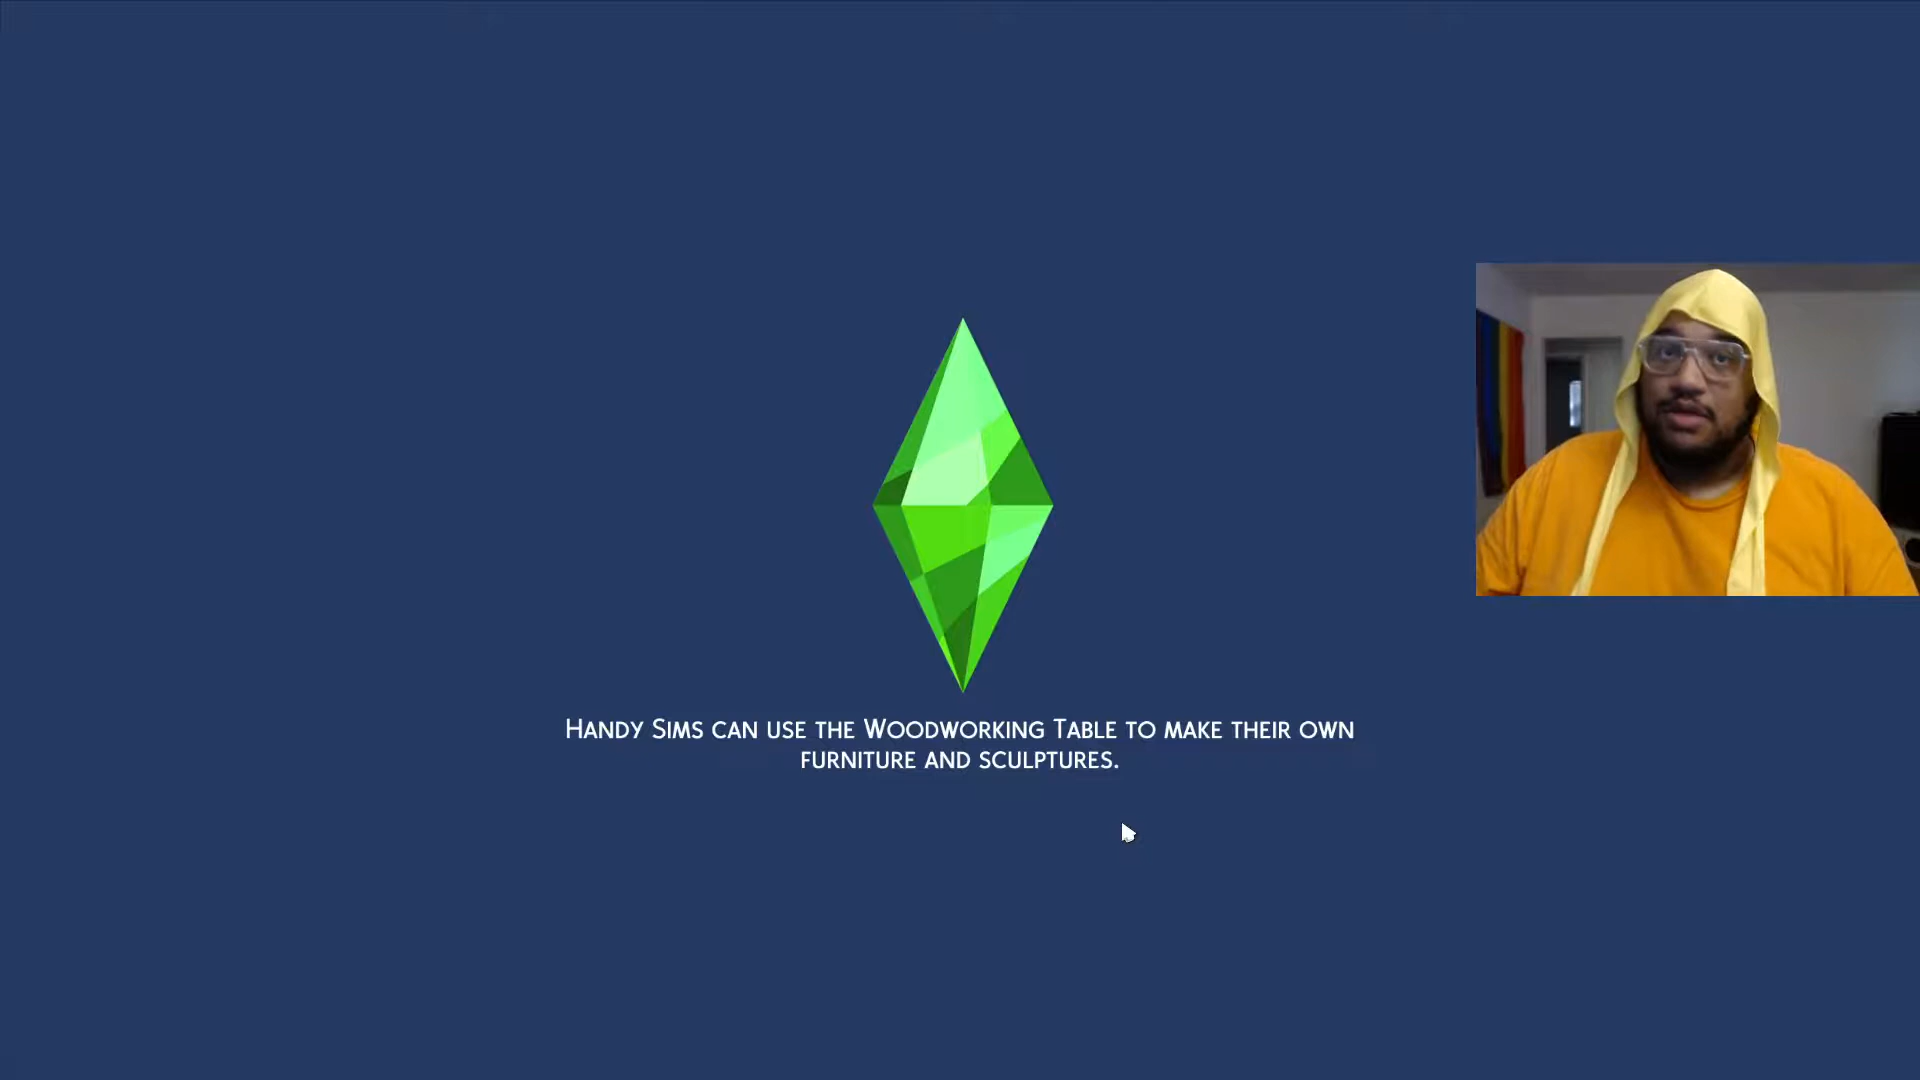 Handy Sims can use the Woodworking Table to make their own
furniture and sculptures.